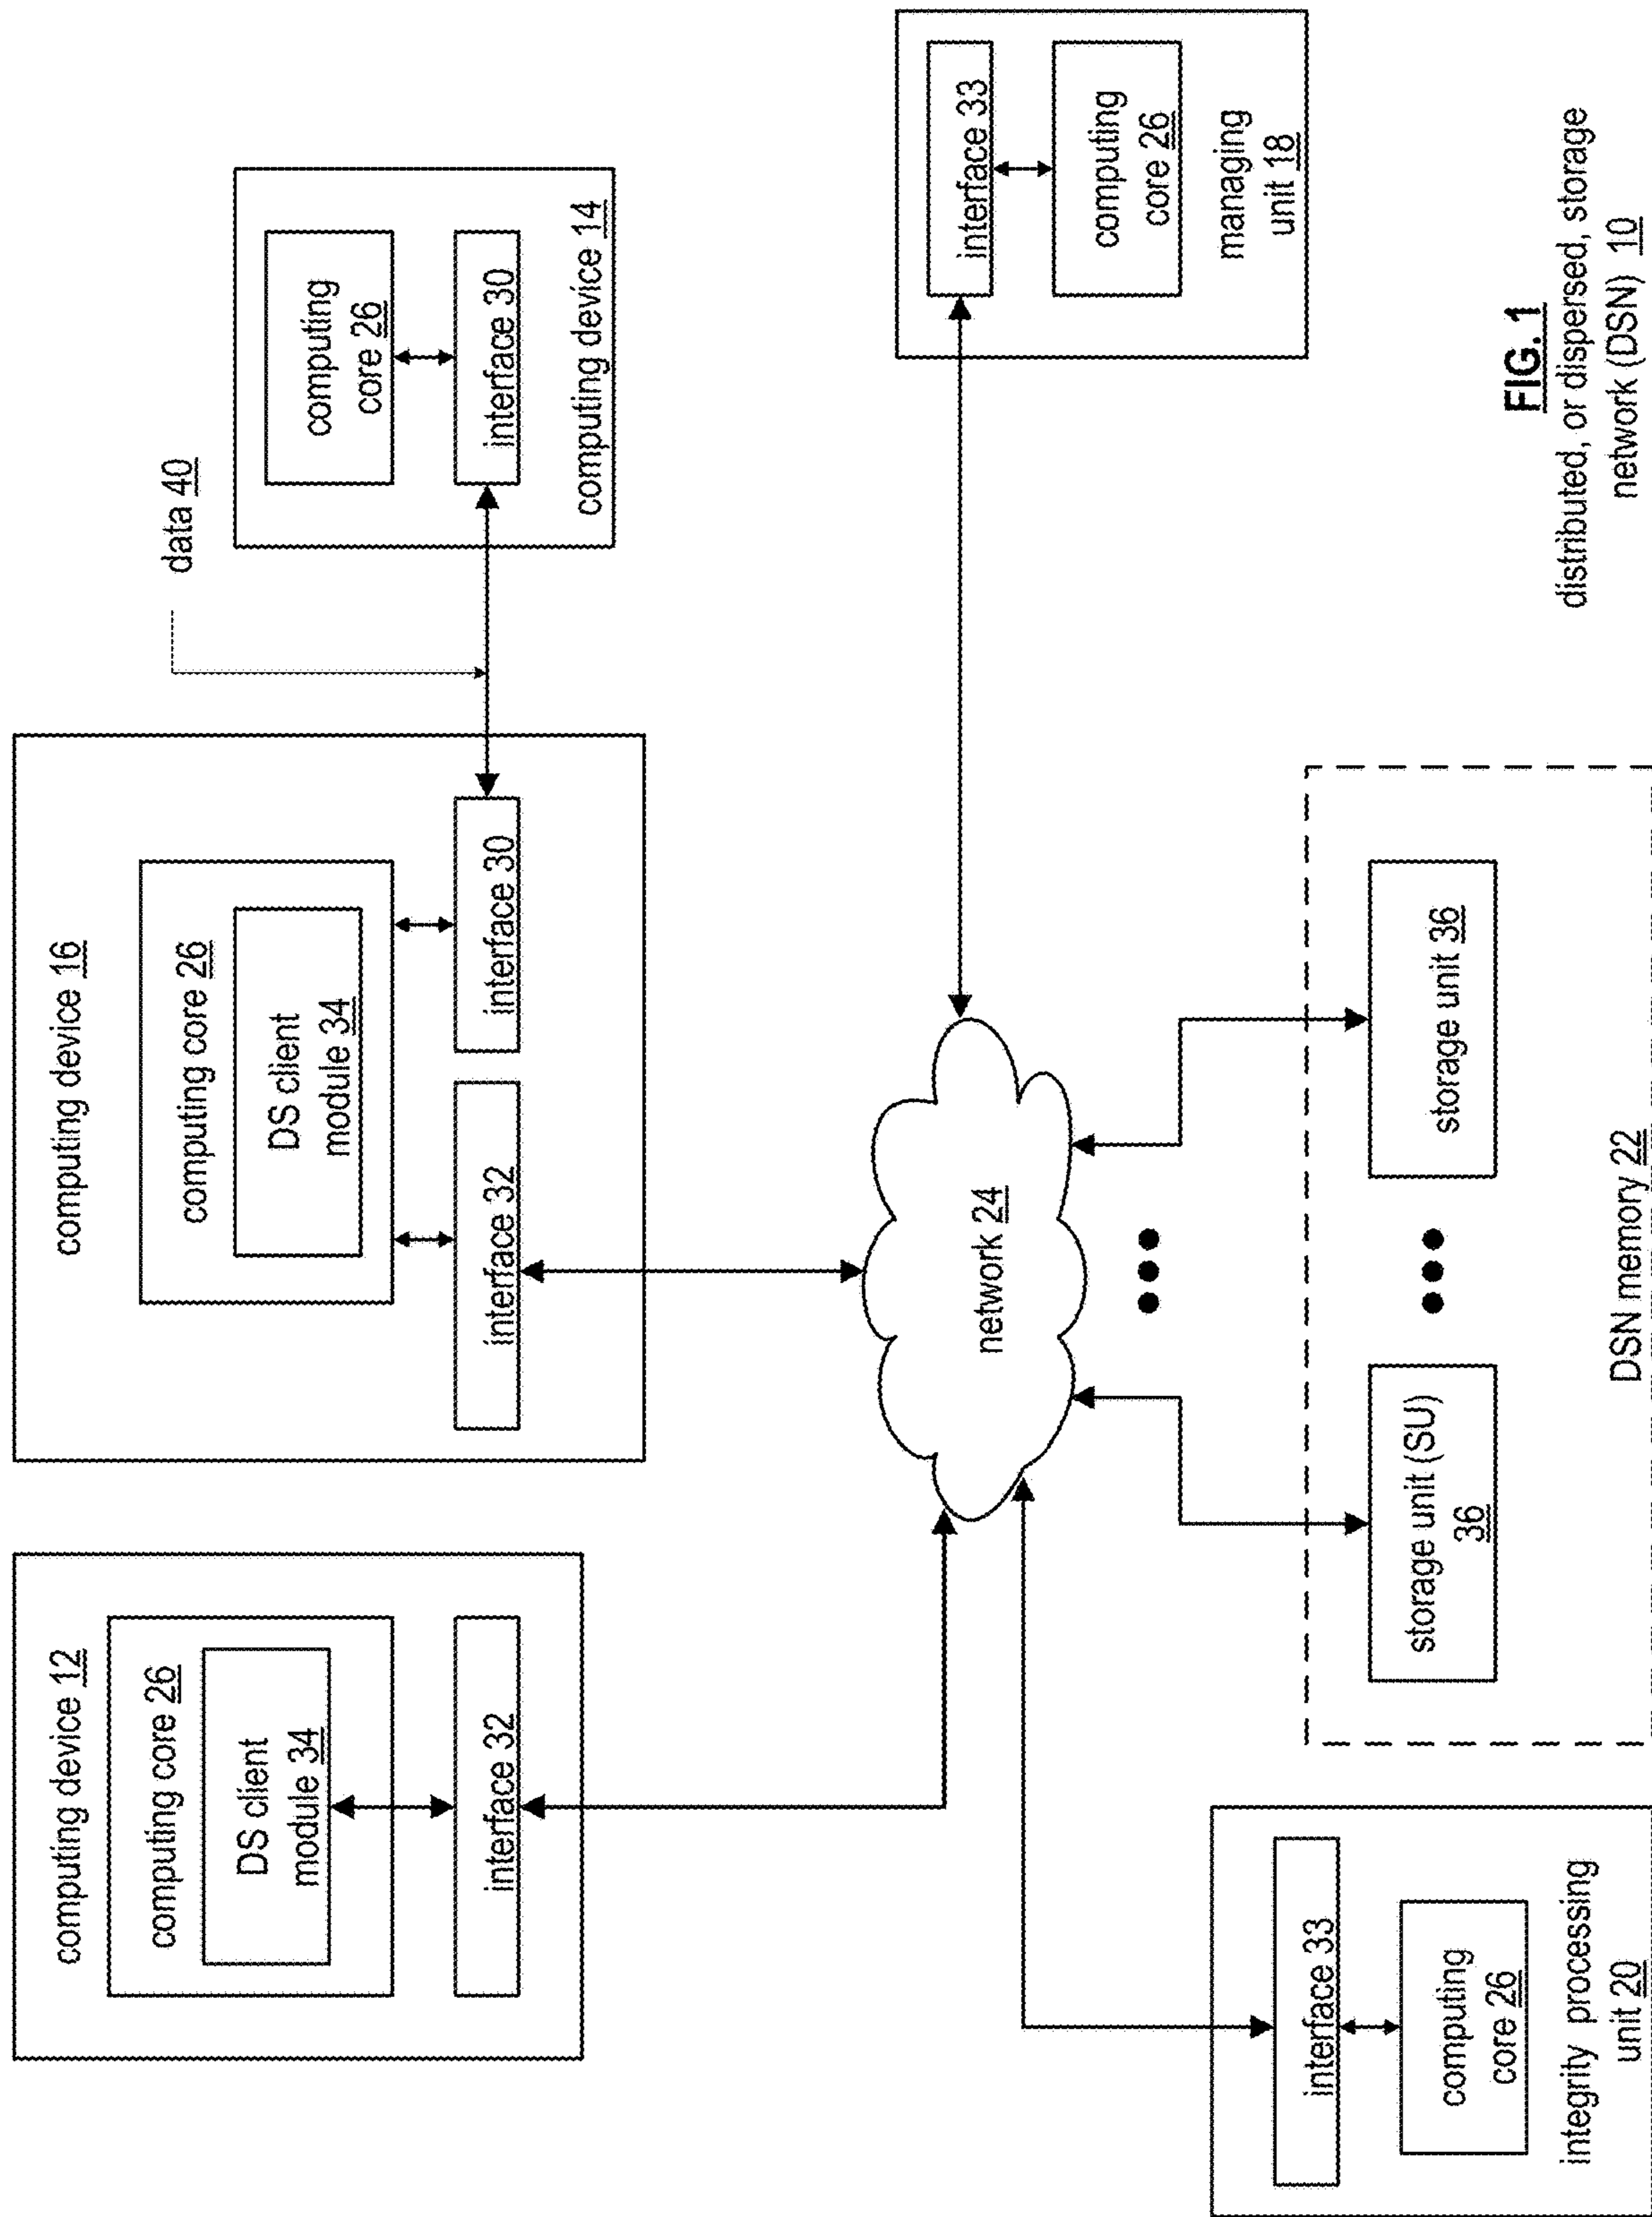 computing device 12
computing core 26
DS client
module 34
interface 32
computing device 16
computing core 26
DS client
module 34
interface 32
interface 30
data 40
computing
core 26
interface 30
computing device 14
network 24
interface 33
computing
core 26
managing
unit 18
interface 33
computing
core 26
integrity processing
unit 20
storage unit (SU)
36
storage unit 36
DSN memory 22
FIG. 1
distributed, or dispersed, storage
network (DSN) 10